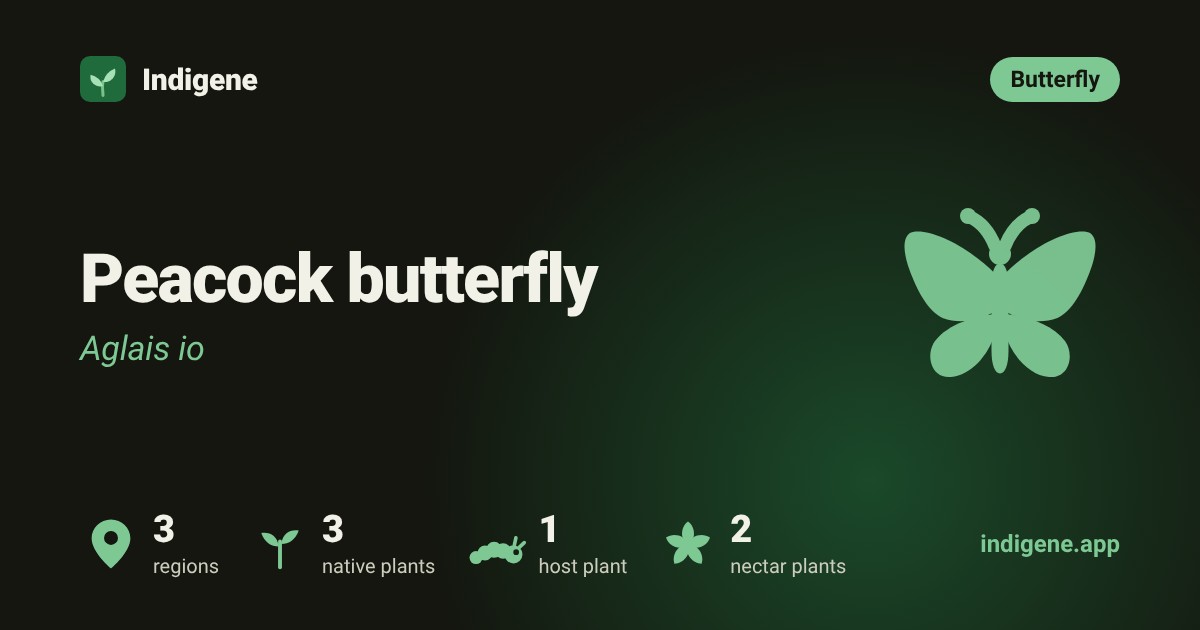 Indigene
Butterfly
Peacock butterfly
Aglais io
3
regions
3
native plants
1
host plant
2
nectar plants
indigene.app